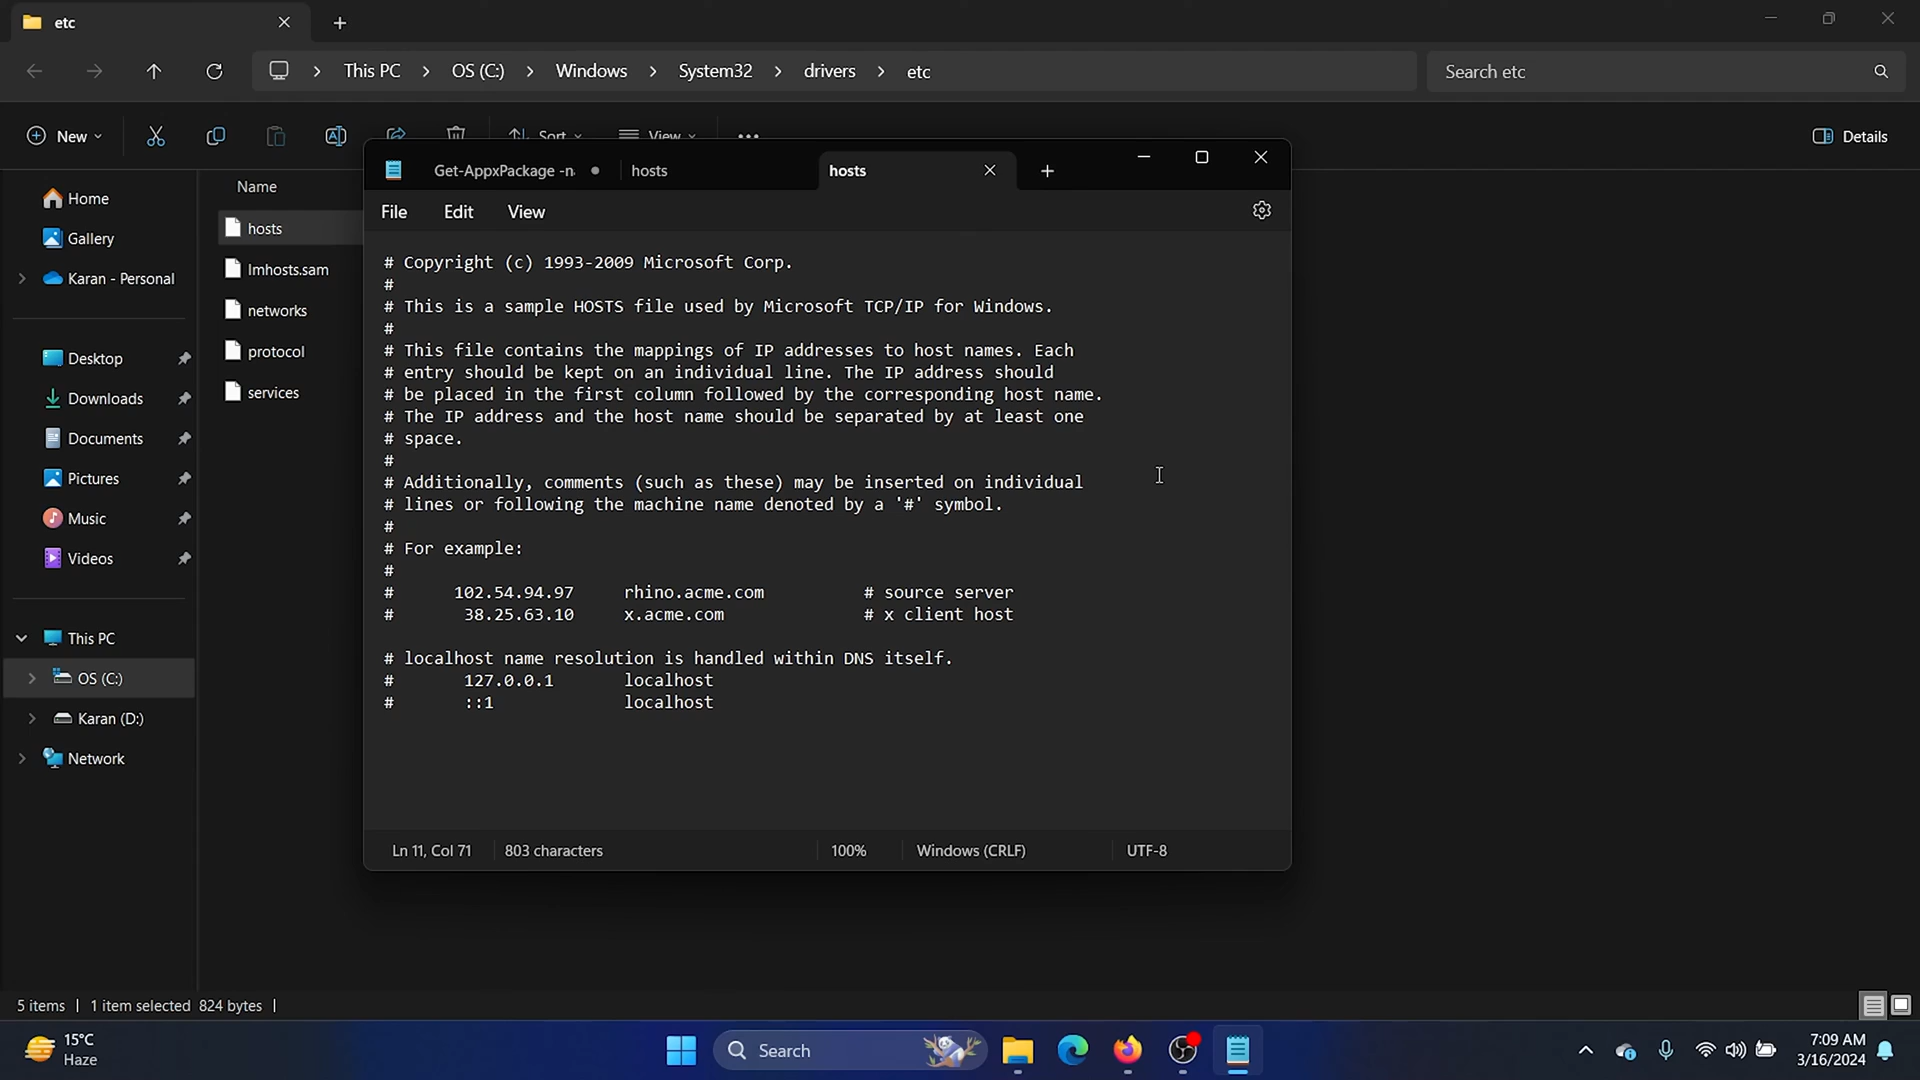 etc
This PC
OS (C:)
Windows
System32
drivers
etc
Search etc
New
Sort
View
Details
Home
Gallery
Karan - Personal
Desktop
Downloads
Documents
Pictures
Music
Videos
This PC
OS (C:)
Karan (D:)
Network
Name
hosts
lmhosts.sam
networks
protocol
services
Get-AppxPackage -n
hosts
hosts
File
Edit
View
# Copyright (c) 1993-2009 Microsoft Corp.
#
# This is a sample HOSTS file used by Microsoft TCP/IP for Windows.
#
# This file contains the mappings of IP addresses to host names. Each
# entry should be kept on an individual line. The IP address should
# be placed in the first column followed by the corresponding host name.
# The IP address and the host name should be separated by at least one
# space.
#
# Additionally, comments (such as these) may be inserted on individual
# lines or following the machine name denoted by a '#' symbol.
#
# For example:
#
#      102.54.94.97     rhino.acme.com          # source server
#       38.25.63.10     x.acme.com              # x client host
# localhost name resolution is handled within DNS itself.
#       127.0.0.1       localhost
#       ::1             localhost
Ln 11, Col 71
803 characters
100%
Windows (CRLF)
UTF-8
5 items
1 item selected 824 bytes
15°C
Haze
Search
7:09 AM
3/16/2024